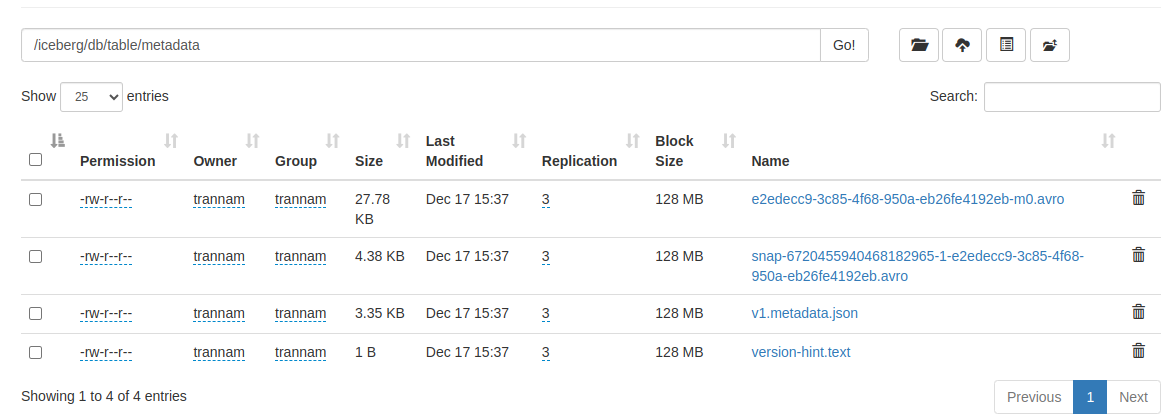 /iceberg/db/table/metadata Go!
Show 25 entries Search:
Permission Owner Group Size Last Modified Replication Block Size Name
-rw-r--r-- trannam trannam 27.78 KB Dec 17 15:37 3 128 MB e2edecc9-3c85-4f68-950a-eb26fe4192eb-m0.avro
-rw-r--r-- trannam trannam 4.38 KB Dec 17 15:37 3 128 MB snap-6720455940468182965-1-e2edecc9-3c85-4f68-950a-eb26fe4192eb.avro
-rw-r--r-- trannam trannam 3.35 KB Dec 17 15:37 3 128 MB v1.metadata.json
-rw-r--r-- trannam trannam 1 B Dec 17 15:37 3 128 MB version-hint.text
Showing 1 to 4 of 4 entries Previous 1 Next